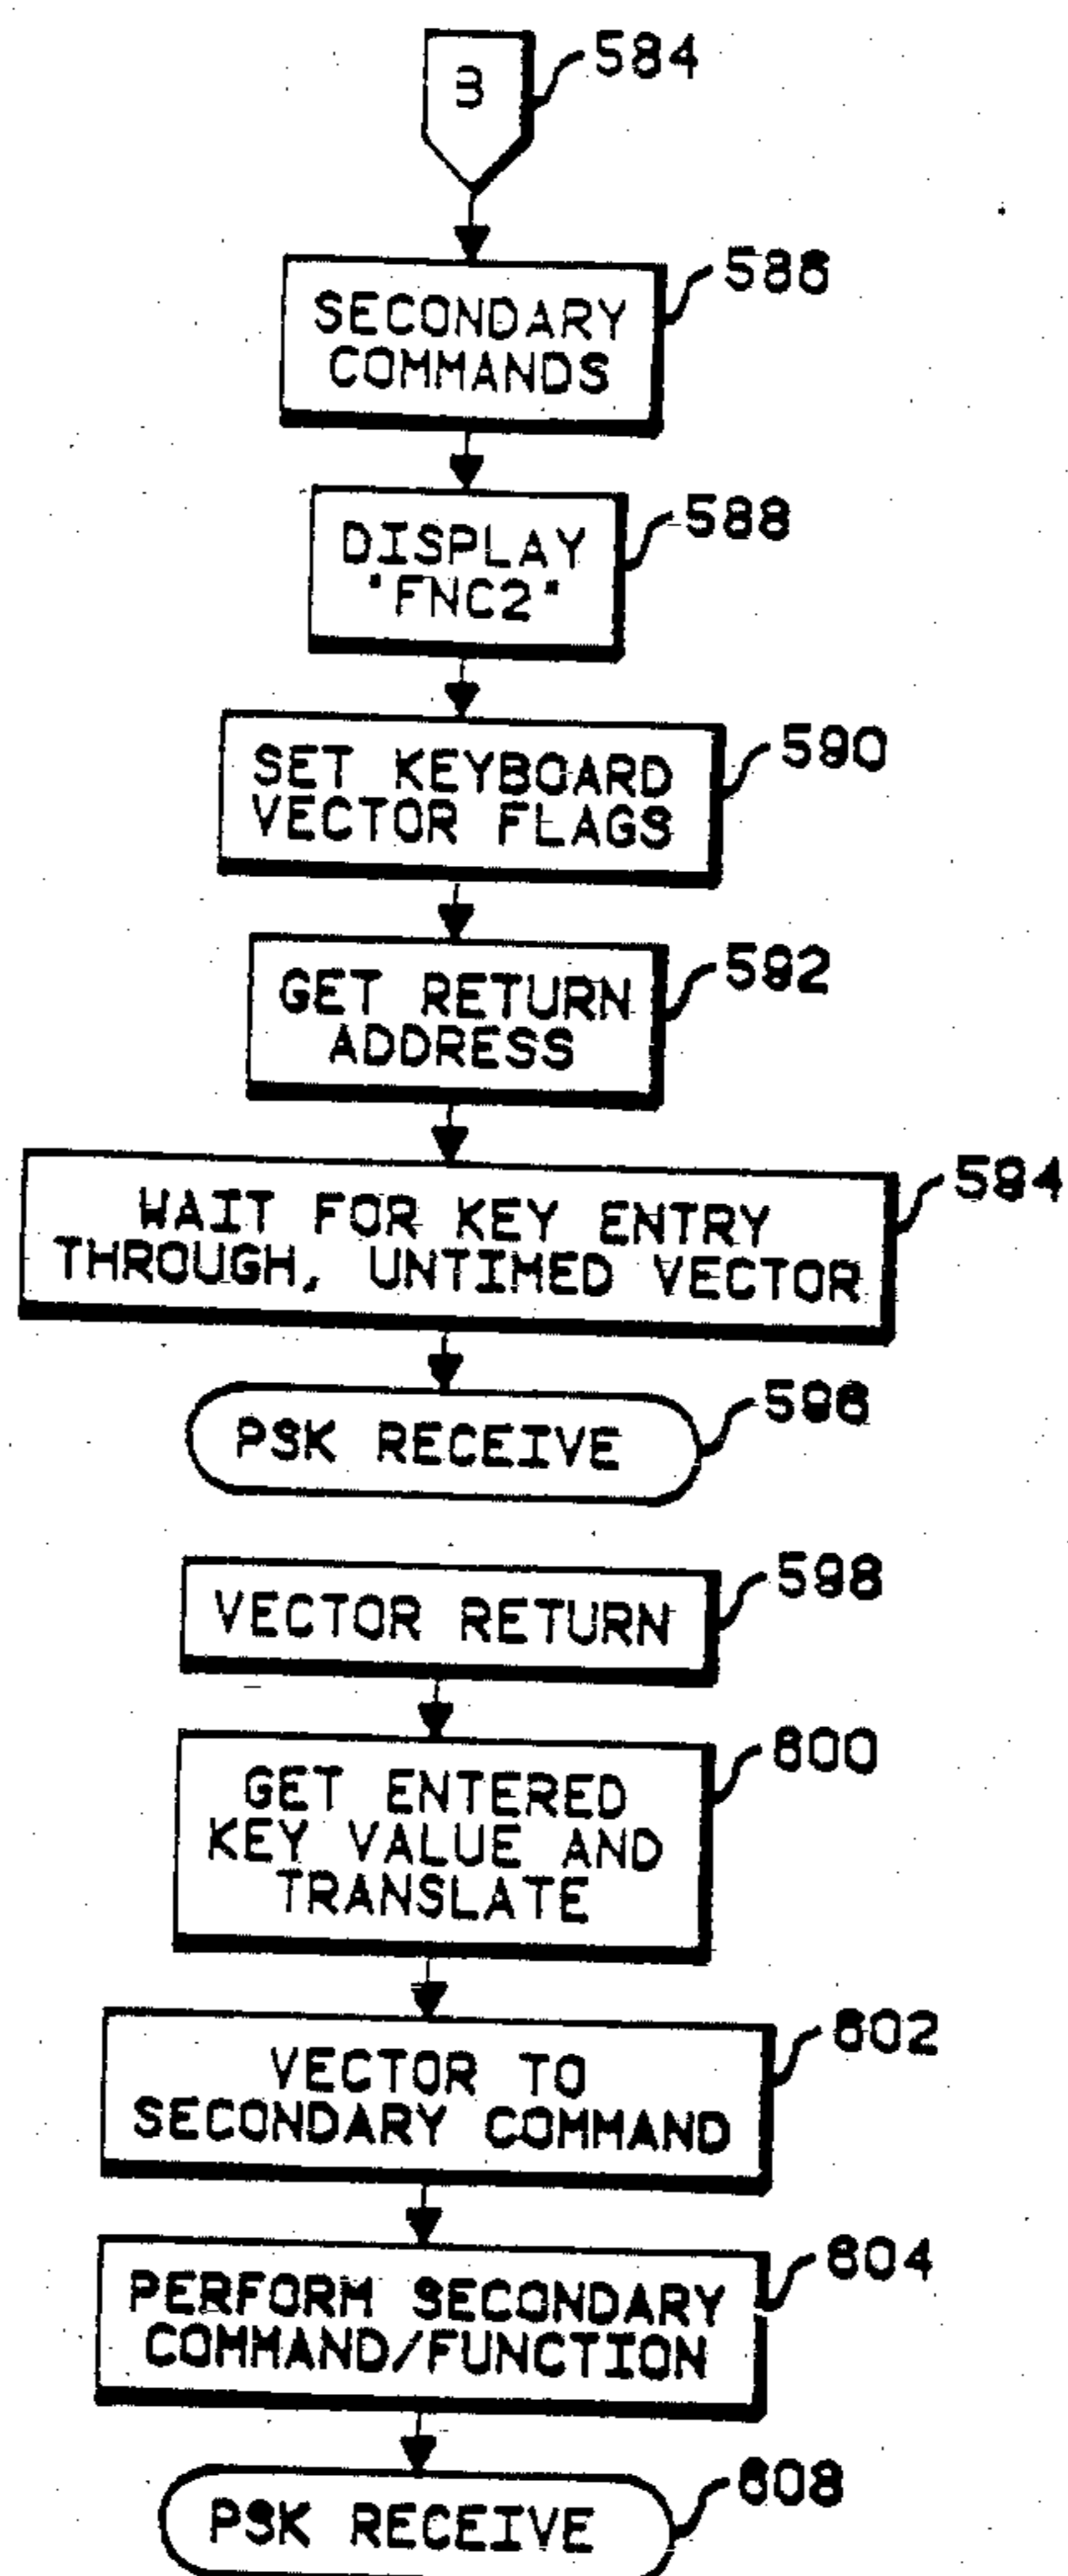 3
584
586
SECONDARY
COMMANDS
588
DISPLAY
"FNC2"
590
SET KEYBOARD
VECTOR FLAGS
592
GET RETURN
ADDRESS
594
WAIT FOR KEY ENTRY
THROUGH, UNTIMED VECTOR
596
PSK RECEIVE
598
VECTOR RETURN
600
GET ENTERED
KEY VALUE AND
TRANSLATE
602
VECTOR TO
SECONDARY COMMAND
604
PERFORM SECONDARY
COMMAND/FUNCTION
608
PSK RECEIVE